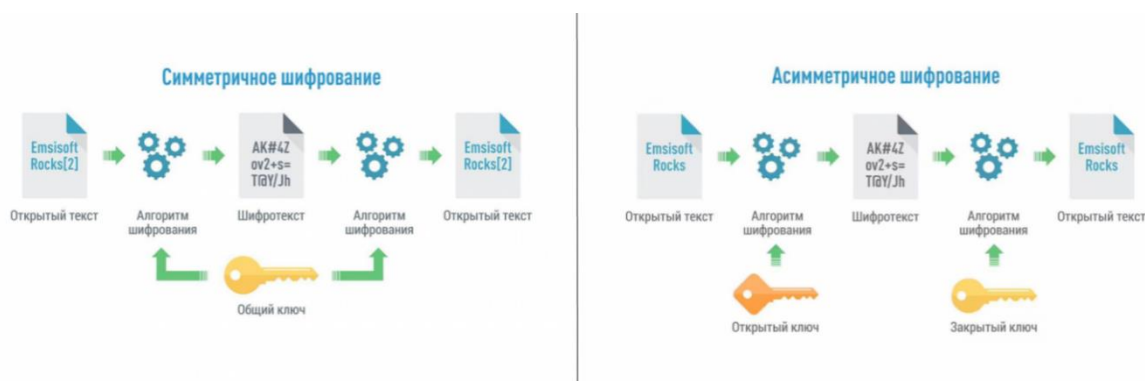 Симметричное шифрование
Emsisoft
Rocks[2]
AK#4Z
ov2+s=
T@Y/Jh
Emsisoft
Rocks[2]
Открытый текст
Алгоритм
шифрования
Шифротекст
Алгоритм
шифрования
Открытый текст
Общий ключ
Асимметричное шифрование
Emsisoft
Rocks
AK#4Z
ov2+s=
T@Y/Jh
Emsisoft
Rocks
Открытый текст
Алгоритм
шифрования
Шифротекст
Алгоритм
шифрования
Открытый текст
Открытый ключ
Закрытый ключ